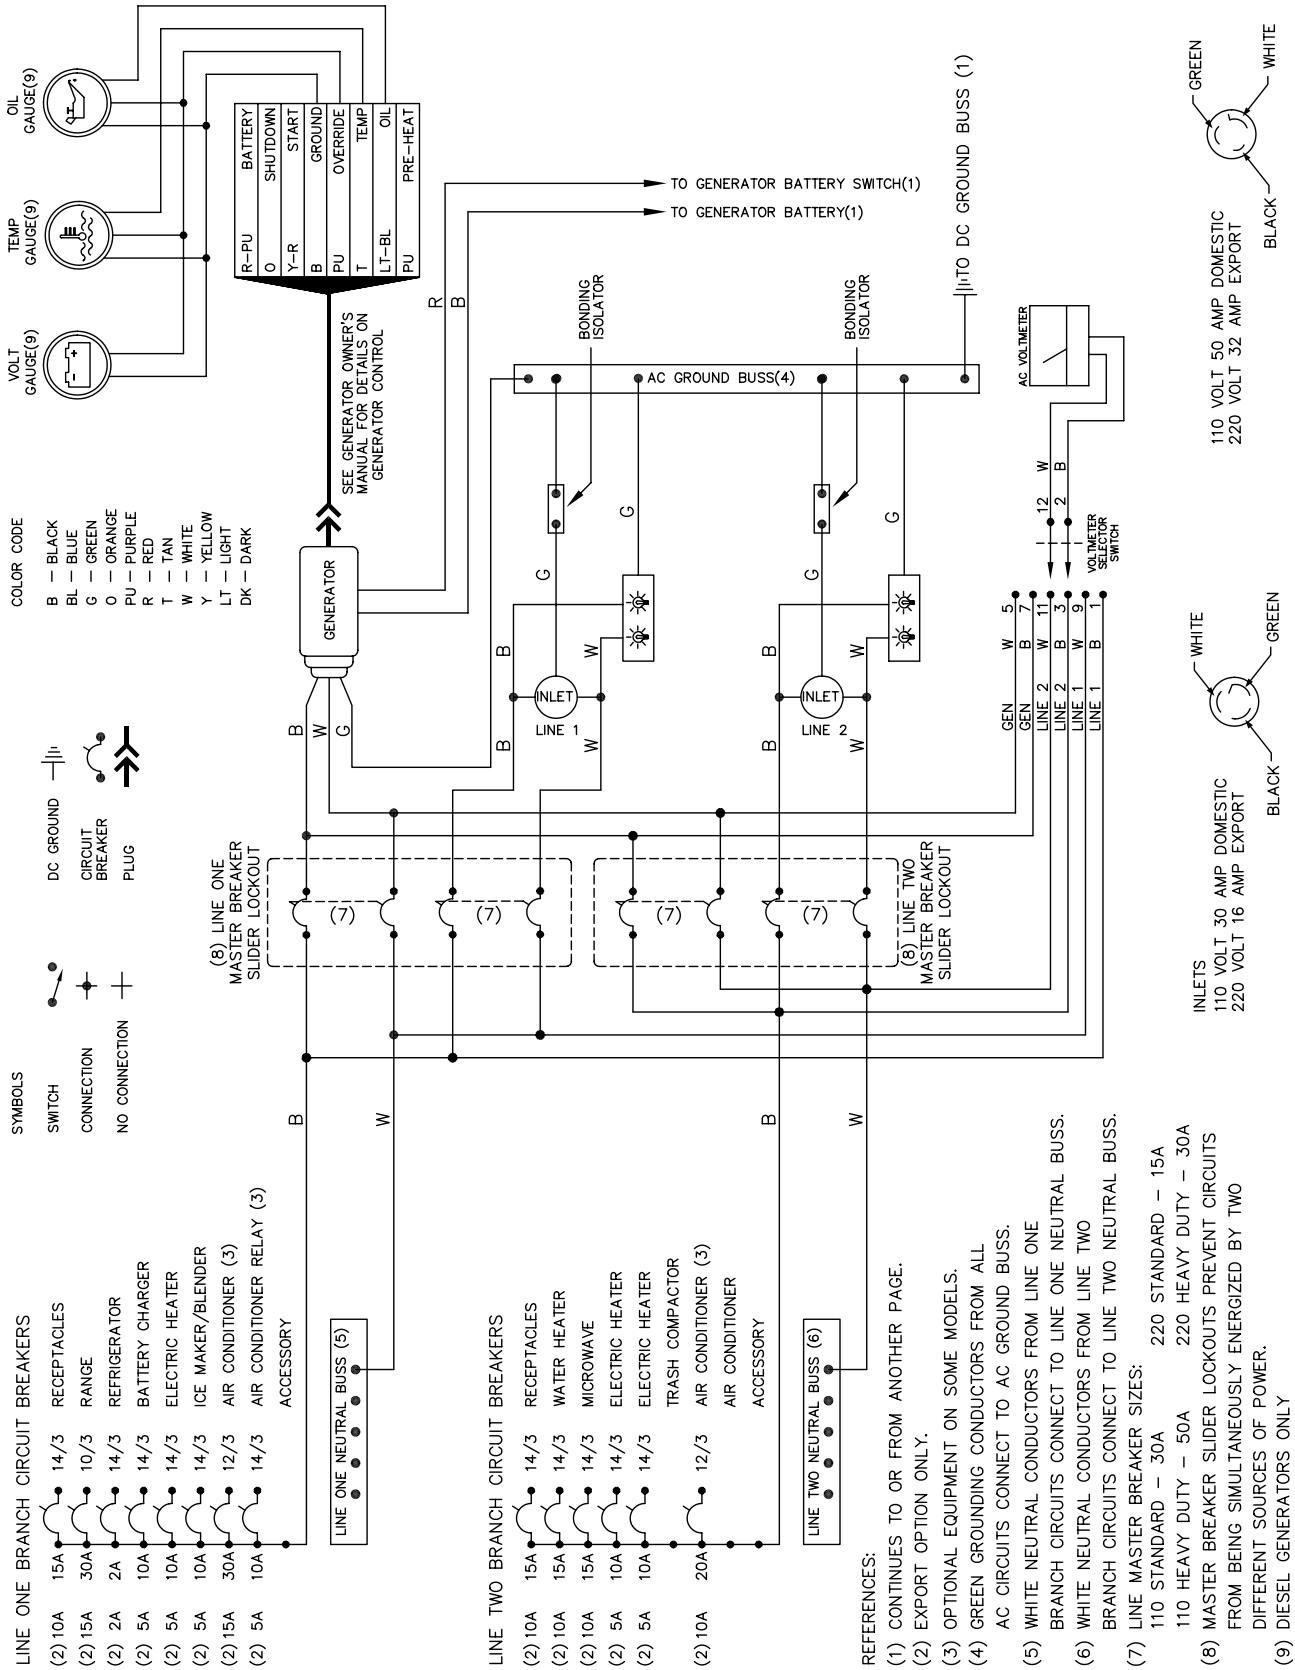 SYMBOLS
SWITCH
CONNECTION
NO CONNECTION
DC GROUND
CIRCUIT
BREAKER
PLUG
COLOR CODE
B — BLACK
BL — BLUE
G — GREEN
O — ORANGE
PU — PURPLE
R — RED
T — TAN
W — WHITE
Y — YELLOW
LT — LIGHT
DK — DARK
VOLT
GAUGE(9)
TEMP
GAUGE(9)
OIL
GAUGE(9)
R-PU BATTERY
O SHUTDOWN
Y-R START
B GROUND
PU OVERRIDE
T TEMP
LT-BL OIL
PU PRE-HEAT
SEE GENERATOR OWNER'S
MANUAL FOR DETAILS ON
GENERATOR CONTROL
GENERATOR
R
B
TO GENERATOR BATTERY SWITCH(1)
TO GENERATOR BATTERY(1)
B
W
G
(8) LINE ONE
MASTER BREAKER
SLIDER LOCKOUT
(7)
(7)
(7)
(7)
(8) LINE TWO
MASTER BREAKER
SLIDER LOCKOUT
B
W
B
W
B
B
W
W
INLET
LINE 1
G
G
BONDING
ISOLATOR
AC GROUND BUSS(4)
TO DC GROUND BUSS (1)
B
B
W
W
INLET
LINE 2
G
G
BONDING
ISOLATOR
GEN W 5
GEN B 7
LINE 2 W 11
LINE 2 B 3
LINE 1 W 9
LINE 1 B 1
VOLTMETER
SELECTOR
SWITCH
12 W
2 B
AC VOLTMETER
LINE ONE BRANCH CIRCUIT BREAKERS
(2) 10A 15A 14/3 RECEPTACLES
(2) 15A 30A 10/3 RANGE
(2) 2A 2A 14/3 REFRIGERATOR
(2) 5A 10A 14/3 BATTERY CHARGER
(2) 5A 10A 14/3 ELECTRIC HEATER
(2) 5A 10A 14/3 ICE MAKER/BLENDER
(2) 15A 30A 12/3 AIR CONDITIONER (3)
(2) 5A 10A 14/3 AIR CONDITIONER RELAY (3)
ACCESSORY
LINE ONE NEUTRAL BUSS (5)
LINE TWO BRANCH CIRCUIT BREAKERS
(2) 10A 15A 14/3 RECEPTACLES
(2) 10A 15A 14/3 WATER HEATER
(2) 10A 15A 14/3 MICROWAVE
(2) 5A 10A 14/3 ELECTRIC HEATER
(2) 5A 10A 14/3 ELECTRIC HEATER
TRASH COMPACTOR
(2) 10A 20A 12/3 AIR CONDITIONER (3)
AIR CONDITIONER
ACCESSORY
LINE TWO NEUTRAL BUSS (6)
REFERENCES:
(1) CONTINUES TO OR FROM ANOTHER PAGE.
(2) EXPORT OPTION ONLY.
(3) OPTIONAL EQUIPMENT ON SOME MODELS.
(4) GREEN GROUNDING CONDUCTORS FROM ALL
AC CIRCUITS CONNECT TO AC GROUND BUSS.
(5) WHITE NEUTRAL CONDUCTORS FROM LINE ONE
BRANCH CIRCUITS CONNECT TO LINE ONE NEUTRAL BUSS.
(6) WHITE NEUTRAL CONDUCTORS FROM LINE TWO
BRANCH CIRCUITS CONNECT TO LINE TWO NEUTRAL BUSS.
(7) LINE MASTER BREAKER SIZES:
110 STANDARD — 30A 220 STANDARD — 15A
110 HEAVY DUTY — 50A 220 HEAVY DUTY — 30A
(8) MASTER BREAKER SLIDER LOCKOUTS PREVENT CIRCUITS
FROM BEING SIMULTANEOUSLY ENERGIZED BY TWO
DIFFERENT SOURCES OF POWER.
(9) DIESEL GENERATORS ONLY
INLETS
110 VOLT 30 AMP DOMESTIC
220 VOLT 16 AMP EXPORT
WHITE
BLACK
GREEN
110 VOLT 50 AMP DOMESTIC
220 VOLT 32 AMP EXPORT
GREEN
BLACK
WHITE